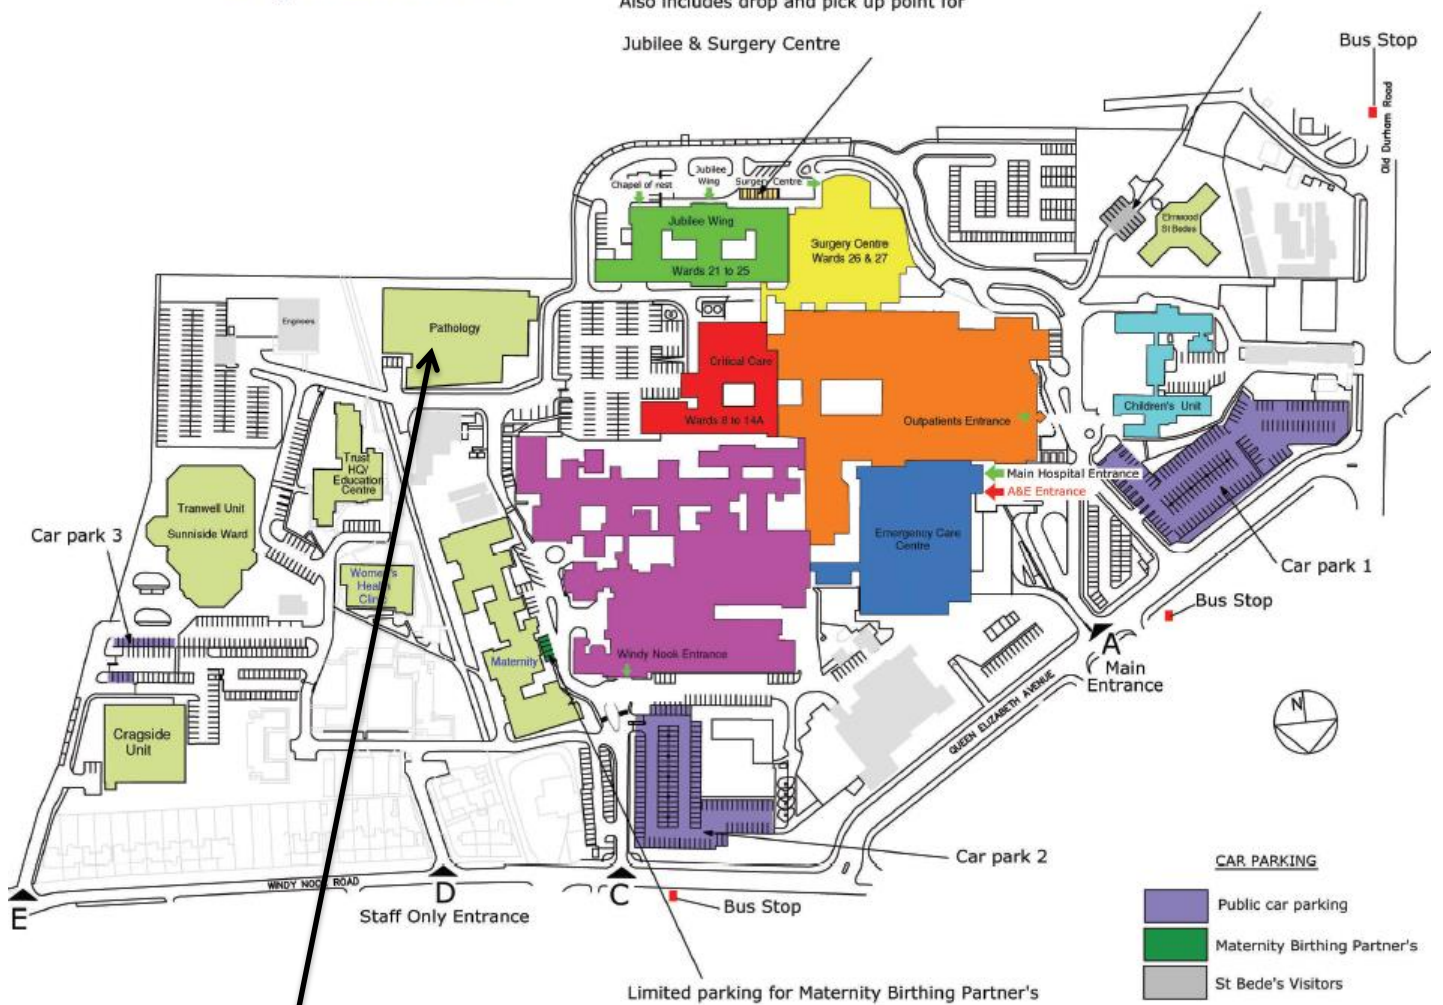 Also includes drop and pick up point for
Jubilee & Surgery Centre
Bus Stop
Old Durham Road
Chapel of rest
Jubilee
Wing
Surgery Centre
Jubilee Wing
Wards 21 to 25
Surgery Centre
Wards 26 & 27
Elmwood
St Bedes
Engineers
Pathology
Critical Care
Wards 8 to 14A
Outpatients Entrance
Children's Unit
Main Hospital Entrance
A&E Entrance
Trust
HQ/
Education
Centre
Tranwell Unit
Sunniside Ward
Car park 3
Emergency Care
Centre
Car park 1
Women's
Health
Clinic
Bus Stop
A
Main
Entrance
Maternity
Windy Nook Entrance
N
QUEEN ELIZABETH AVENUE
Cragside
Unit
Car park 2
CAR PARKING
E
WINDY NOOK ROAD
D
Staff Only Entrance
C
Bus Stop
Public car parking
Maternity Birthing Partner's
St Bede's Visitors
Limited parking for Maternity Birthing Partner's